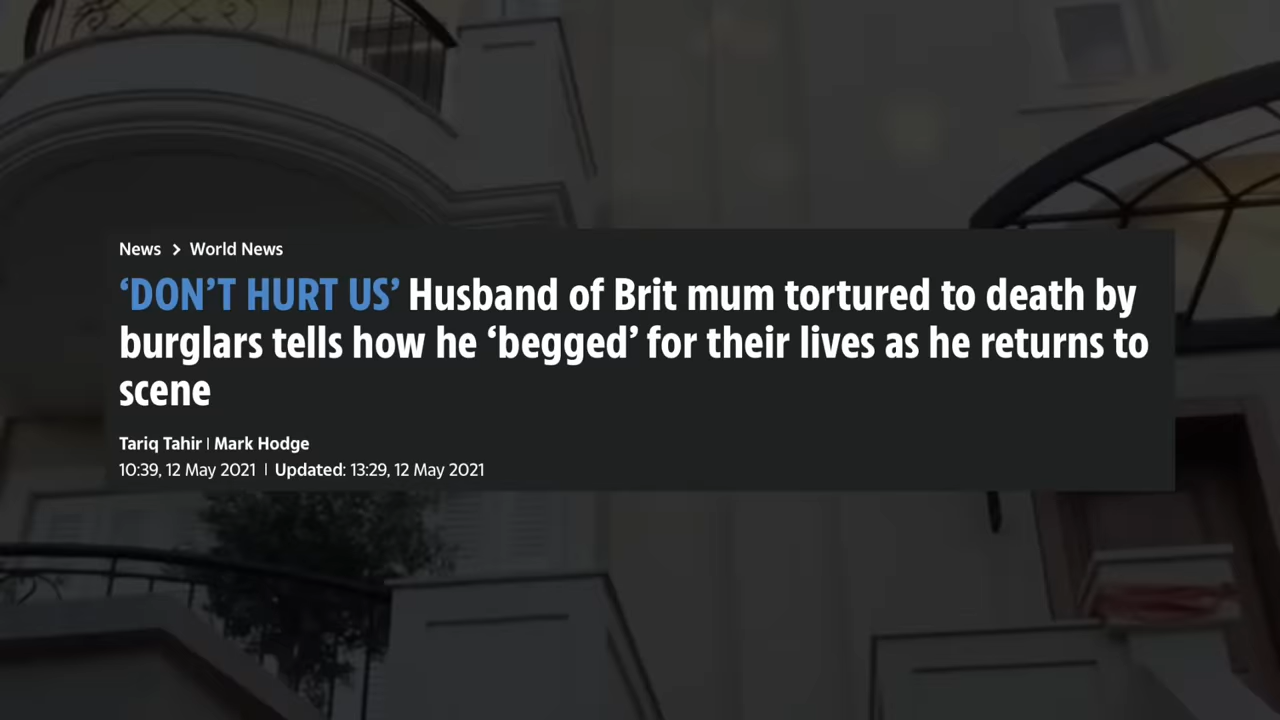 News > World News
‘DON’T HURT US’ Husband of Brit mum tortured to death by
burglars tells how he ‘begged’ for their lives as he returns to
scene
Tariq Tahir | Mark Hodge
10:39, 12 May 2021 | Updated: 13:29, 12 May 2021